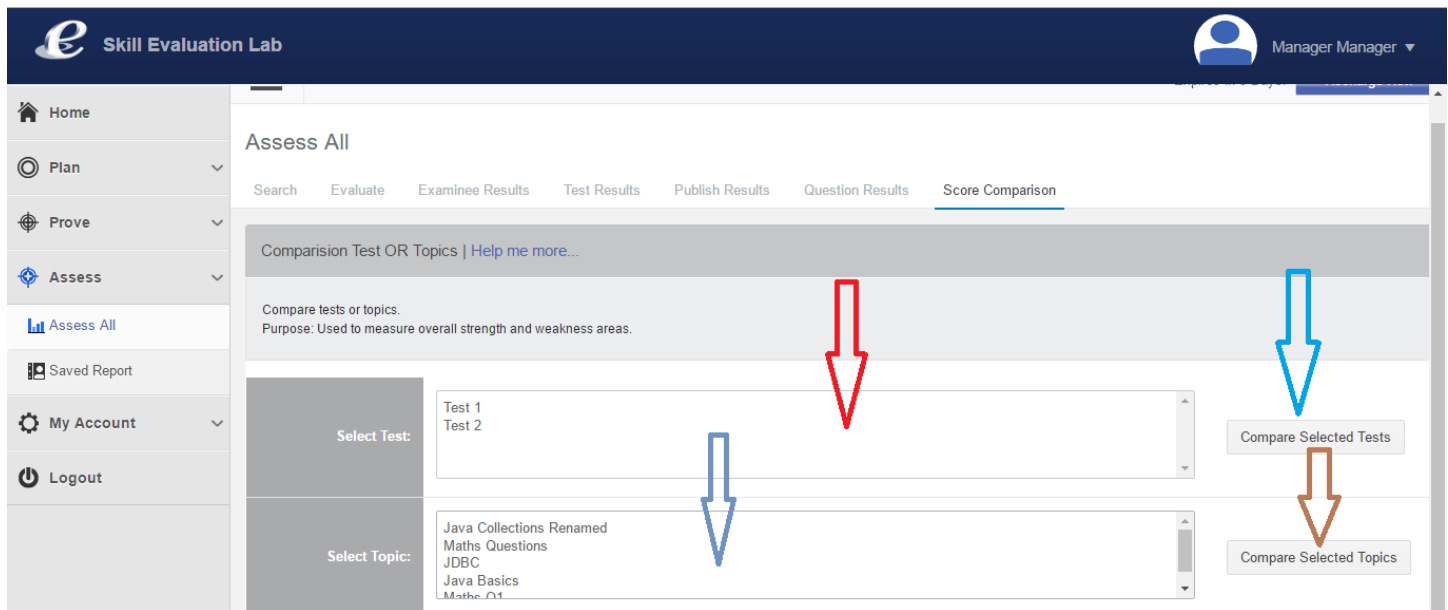 Skill Evaluation Lab
Manager Manager ▼
Home
Plan
Prove
Assess
Assess All
Saved Report
My Account
Logout
Assess All
Search Evaluate Examinee Results Test Results Publish Results Question Results Score Comparison
Comparision Test OR Topics | Help me more...
Compare tests or topics.
Purpose: Used to measure overall strength and weakness areas.
Select Test:
Test 1
Test 2
Compare Selected Tests
Select Topic:
Java Collections Renamed
Maths Questions
JDBC
Java Basics
Maths Q1
Compare Selected Topics